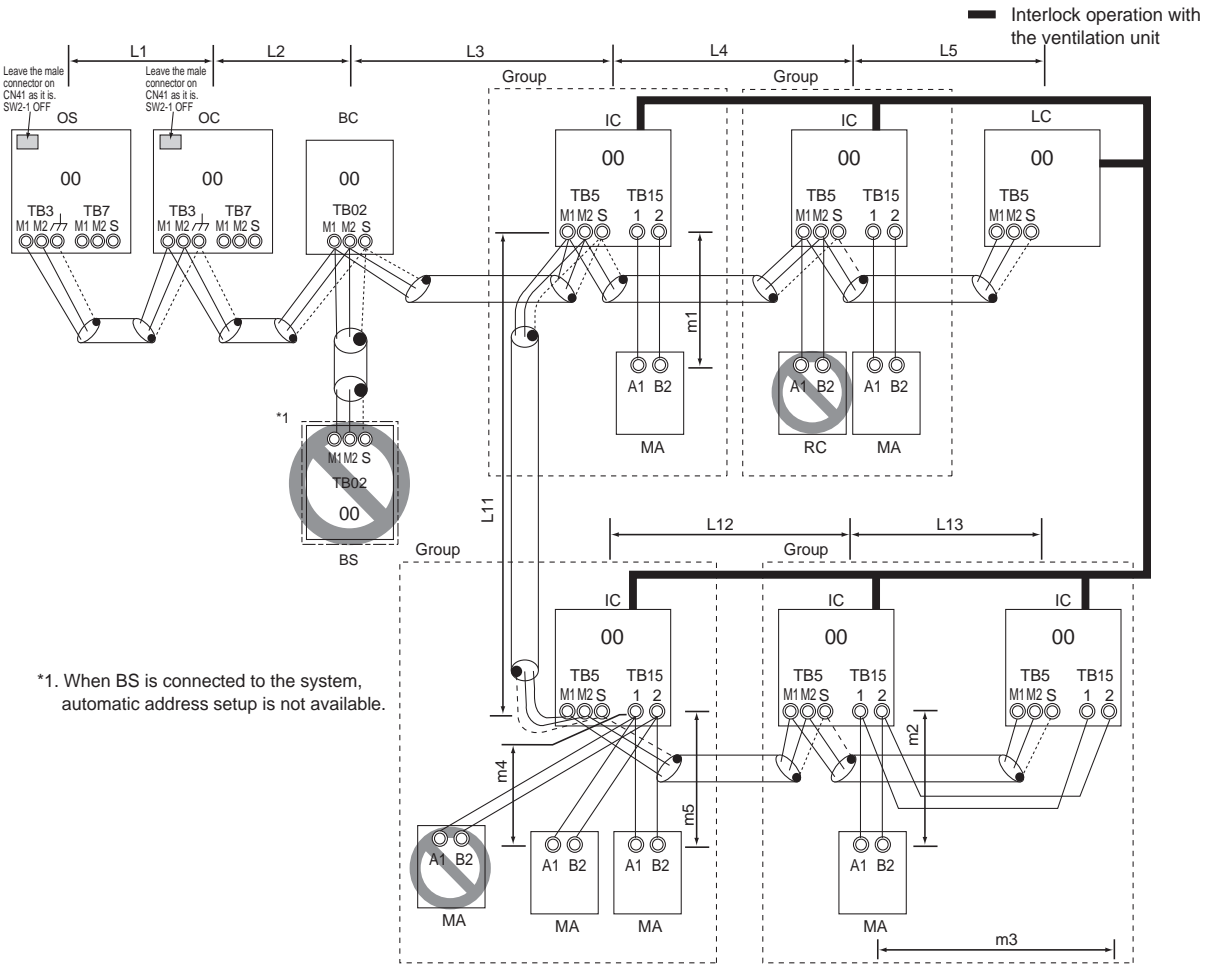 Interlock operation with
the ventilation unit
L1 L2 L3 L4 L5
Leave the male
connector on
CN41 as it is.
SW2-1 OFF
Leave the male
connector on
CN41 as it is.
SW2-1 OFF
Group Group
OS OC BC IC IC LC
00 00 00 00 00 00
TB3 TB7 TB3 TB7 TB02 TB5 TB15 TB5 TB15 TB5
M1 M2 M1 M2 S M1 M2 M1 M2 S M1 M2 S M1 M2 S 1 2 M1 M2 S 1 2 M1 M2 S
m1
A1 B2 A1 B2 A1 B2
MA RC MA
*1
M1 M2 S
TB02
00
BS
L11
L12 L13
Group Group
IC IC IC
00 00 00
TB5 TB15 TB5 TB15 TB5 TB15
M1 M2 S 1 2 M1 M2 S 1 2 M1 M2 S 1 2
*1. When BS is connected to the system,
automatic address setup is not available.
m4 m5 m2
A1 B2 A1 B2 A1 B2 A1 B2
MA MA MA MA
m3